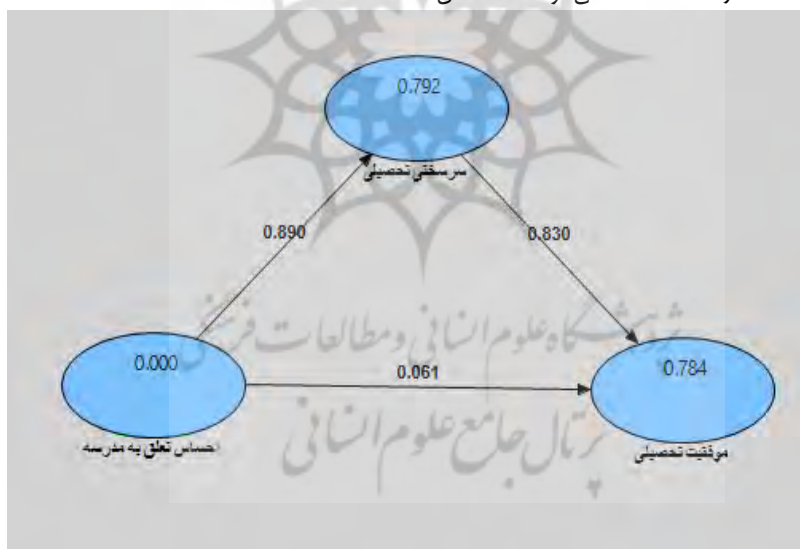 0.792
سرسختی تحصیلی
0.890
0.830
پژوهشگاه علوم انسانی و مطالعات فرهنگی
0.000
0.061
0.784
احساس تعلق به مدرسه
موفقیت تحصیلی
پرتال جامع علوم انسانی